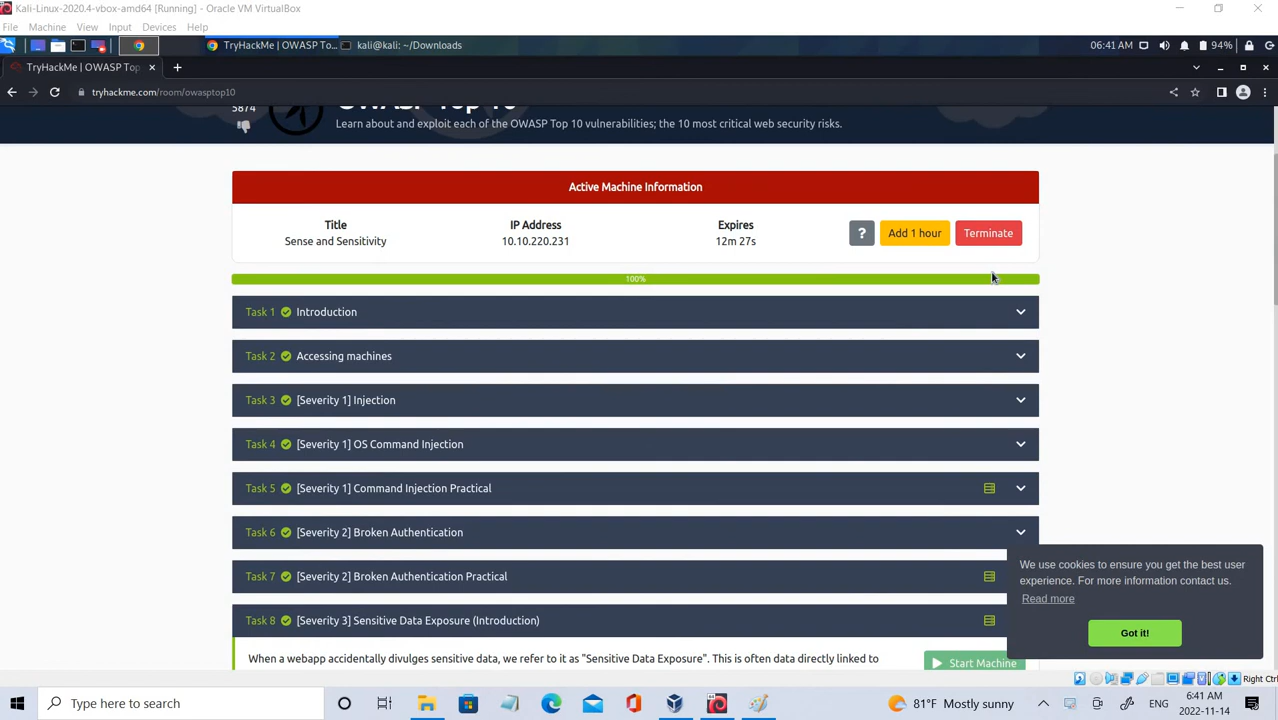 Kali-Linux-2020.4-vbox-amd64 [Running] - Oracle VM VirtualBox
File Machine View Input Devices Help
TryHackMe | OWASP To... kali@kali: ~/Downloads 06:41 AM 94%
TryHackMe | OWASP Top
tryhackme.com/room/owasptop10
5874 OWASP Top 10
Learn about and exploit each of the OWASP Top 10 vulnerabilities; the 10 most critical web security risks.
Active Machine Information
Title IP Address Expires
Sense and Sensitivity 10.10.220.231 12m 27s ? Add 1 hour Terminate
100%
Task 1 Introduction
Task 2 Accessing machines
Task 3 [Severity 1] Injection
Task 4 [Severity 1] OS Command Injection
Task 5 [Severity 1] Command Injection Practical
Task 6 [Severity 2] Broken Authentication
Task 7 [Severity 2] Broken Authentication Practical
Task 8 [Severity 3] Sensitive Data Exposure (Introduction)
When a webapp accidentally divulges sensitive data, we refer to it as "Sensitive Data Exposure". This is often data directly linked to
Start Machine
We use cookies to ensure you get the best user
experience. For more information contact us.
Read more
Got it!
Right Ctrl
Type here to search 81°F Mostly sunny ENG 6:41 AM
2022-11-14